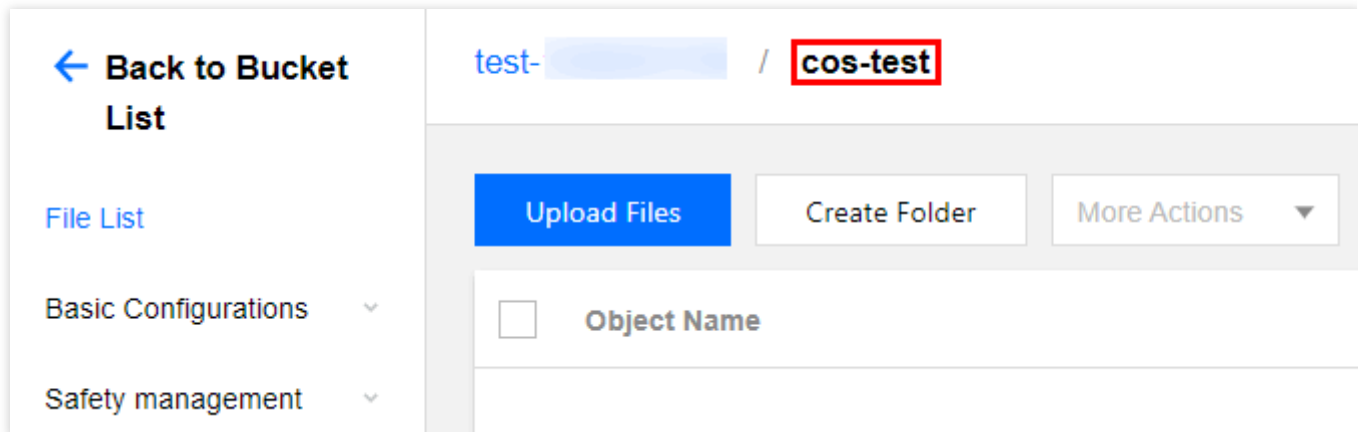 ← Back to Bucket
List
test- / cos-test
File List
Upload Files Create Folder More Actions
Basic Configurations
Object Name
Safety management